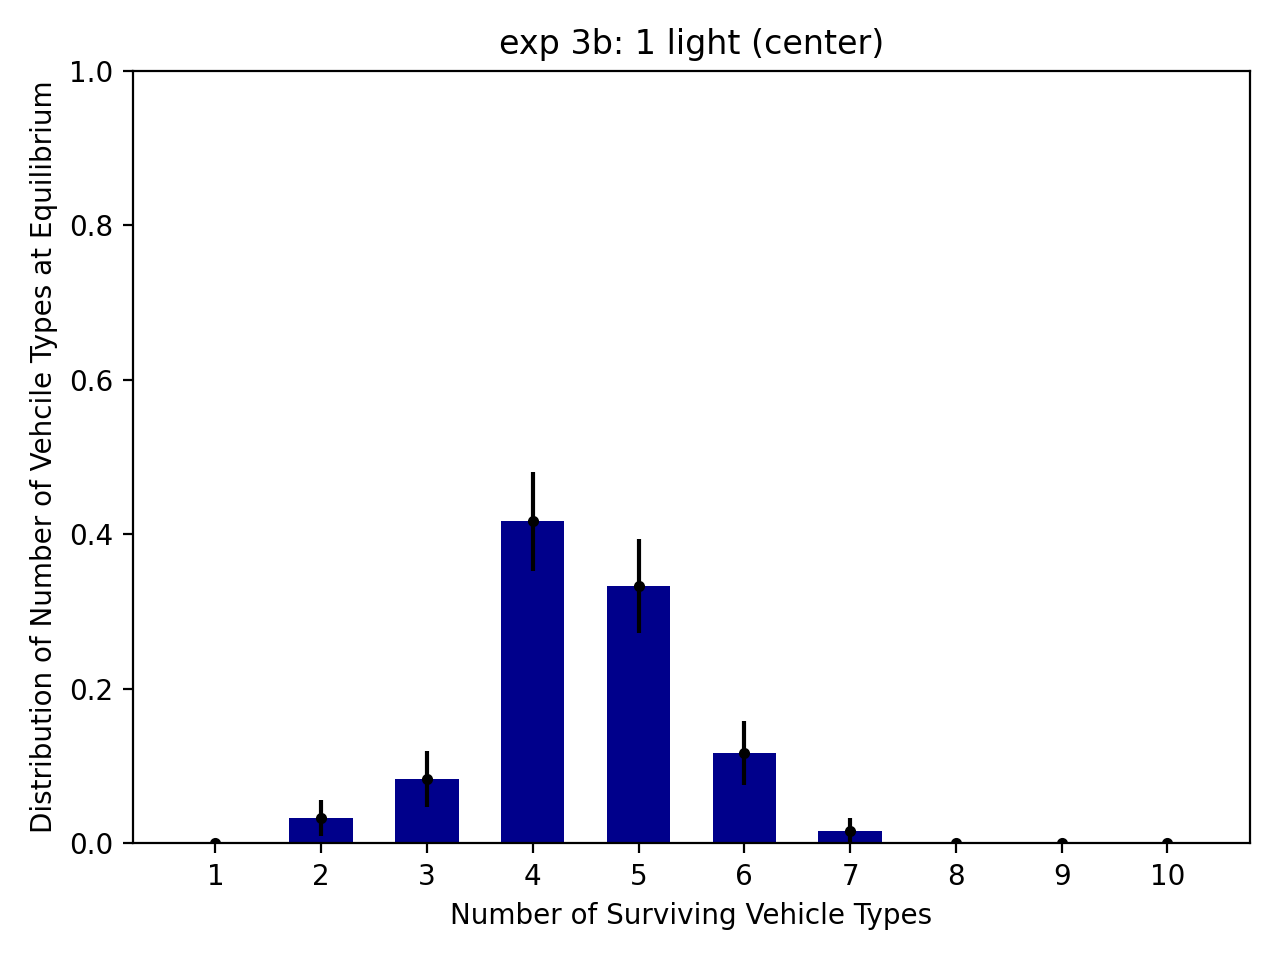 exp 3b: 1 light (center)
Distribution of Number of Vehcile Types at Equilibrium
1.0
0.8
0.6
0.4
0.2
0.0
1 2 3 4 5 6 7 8 9 10
Number of Surviving Vehicle Types